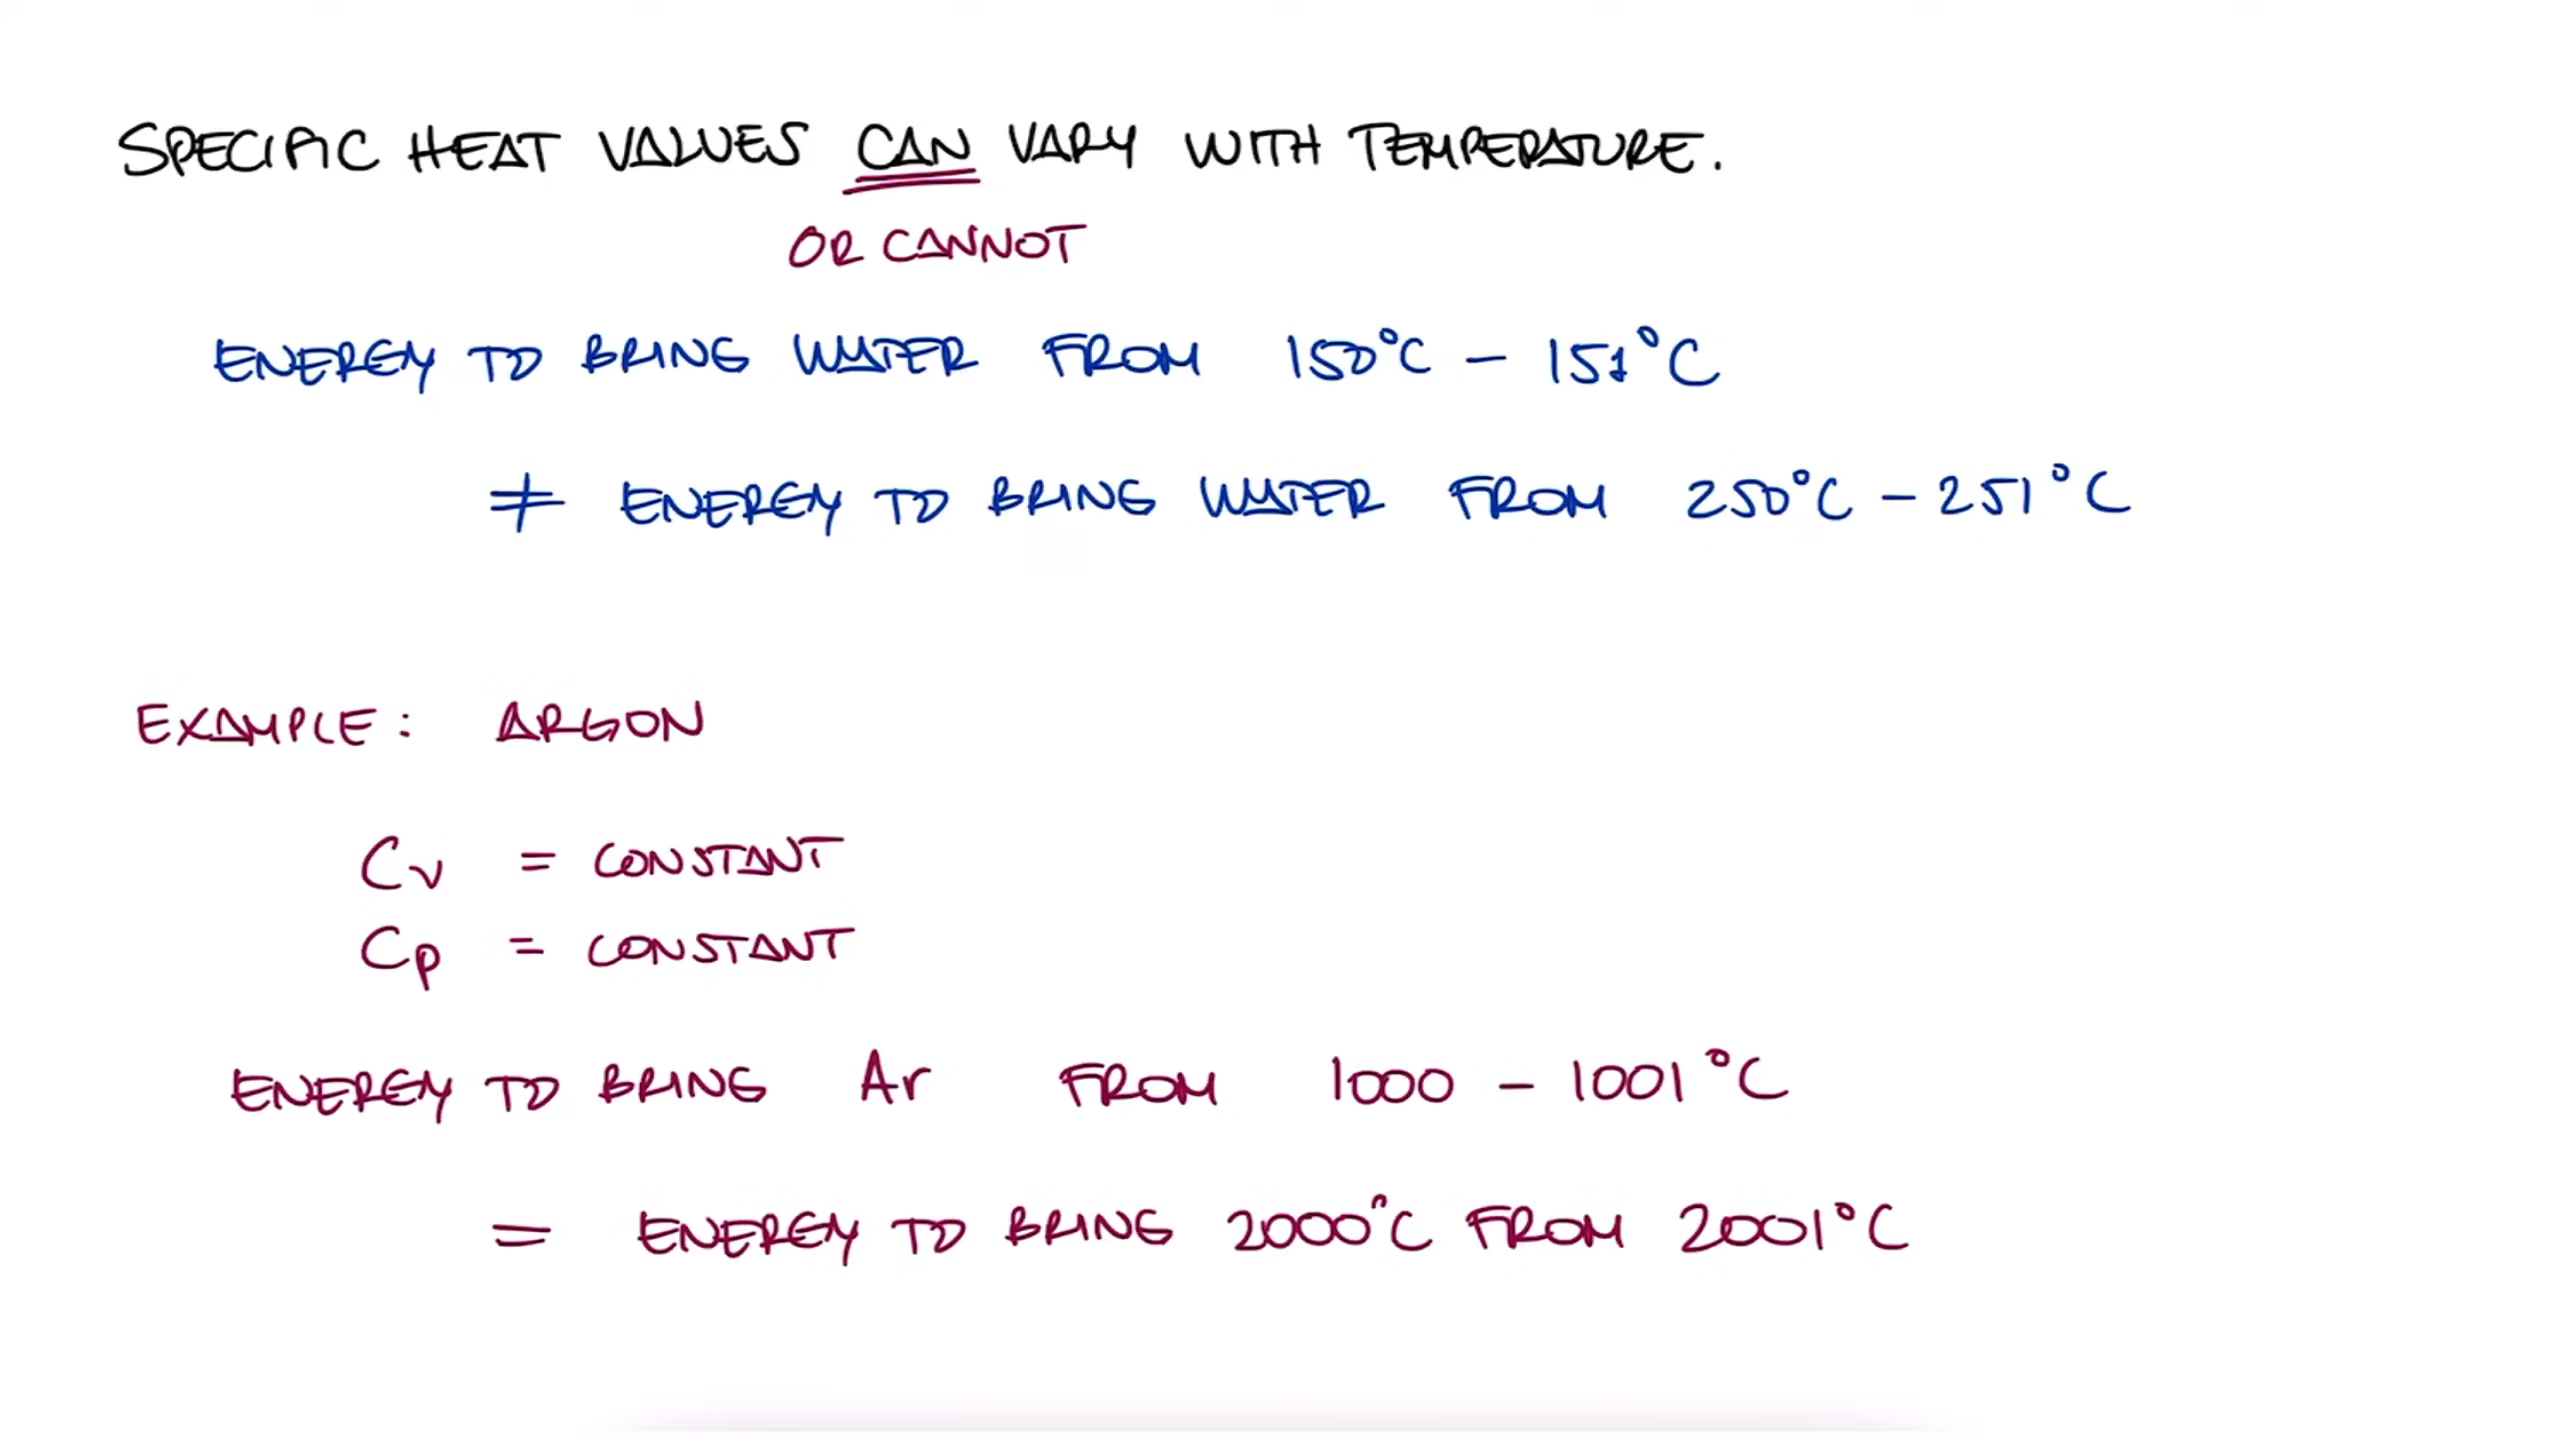 SPECIFIC HEAT VALUES CAN VARY WITH TEMPERATURE.
OR CANNOT
ENERGY TO BRING WATER FROM 150°C - 151°C
≠ ENERGY TO BRING WATER FROM 250°C - 251°C
EXAMPLE: ARGON
Cv = CONSTANT
Cp = CONSTANT
ENERGY TO BRING Ar FROM 1000 - 1001°C
= ENERGY TO BRING 2000°C FROM 2001°C